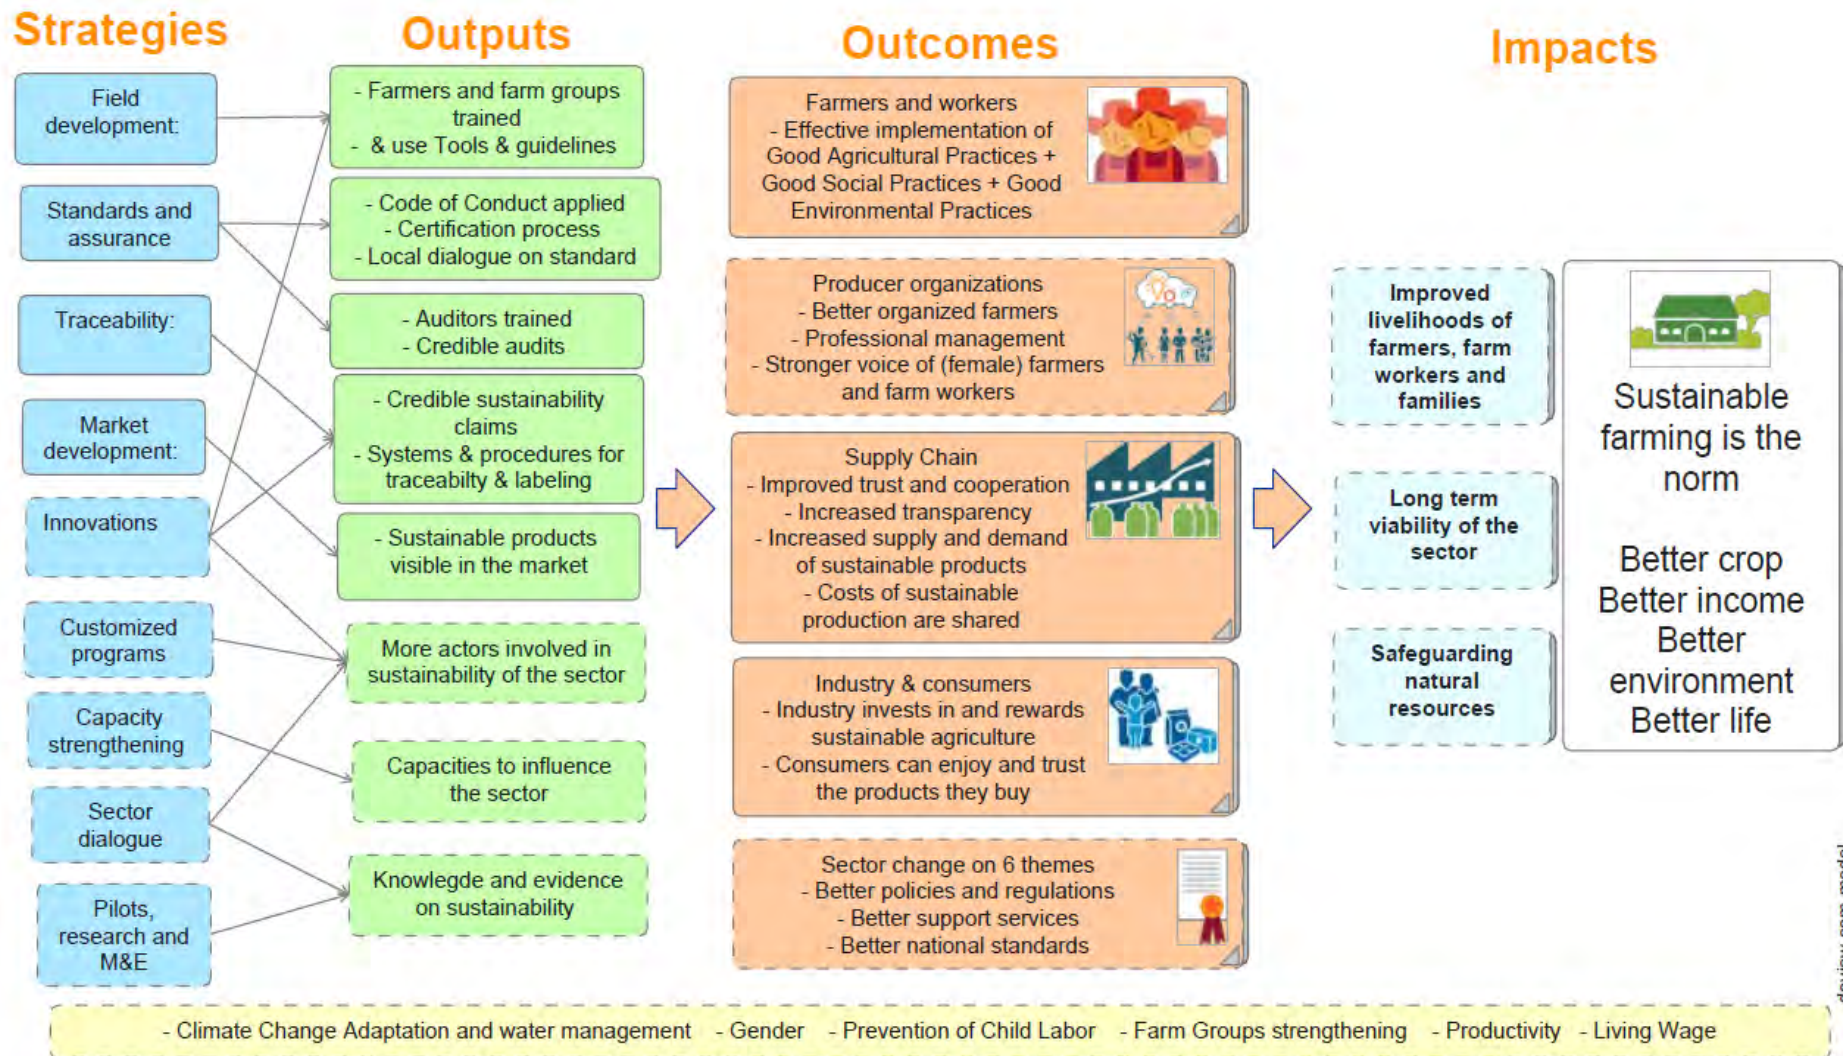 Strategies
Field
development:
Standards and
assurance
Traceability:
Market
development:
Innovations
Customized
programs
Capacity
strengthening
Sector
dialogue
Pilots,
research and
M&E
Outputs
- Farmers and farm groups
trained
- & use Tools & guidelines
- Code of Conduct applied
- Certification process
- Local dialogue on standard
- Auditors trained
- Credible audits
- Credible sustainability
claims
- Systems & procedures for
traceabilty & labeling
- Sustainable products
visible in the market
More actors involved in
sustainability of the sector
Capacities to influence
the sector
Knowlegde and evidence
on sustainability
Outcomes
Farmers and workers
- Effective implementation of
Good Agricultural Practices +
Good Social Practices + Good
Environmental Practices
Producer organizations
- Better organized farmers
- Professional management
- Stronger voice of (female) farmers
and farm workers
Supply Chain
- Improved trust and cooperation
- Increased transparency
- Increased supply and demand
of sustainable products
- Costs of sustainable
production are shared
Industry & consumers
- Industry invests in and rewards
sustainable agriculture
- Consumers can enjoy and trust
the products they buy
Sector change on 6 themes
- Better policies and regulations
- Better support services
- Better national standards
Impacts
Improved
livelihoods of
farmers, farm
workers and
families
Long term
viability of the
sector
Safeguarding
natural
resources
Sustainable
farming is the
norm
Better crop
Better income
Better
environment
Better life
- Climate Change Adaptation and water management - Gender - Prevention of Child Labor - Farm Groups strengthening - Productivity - Living Wage